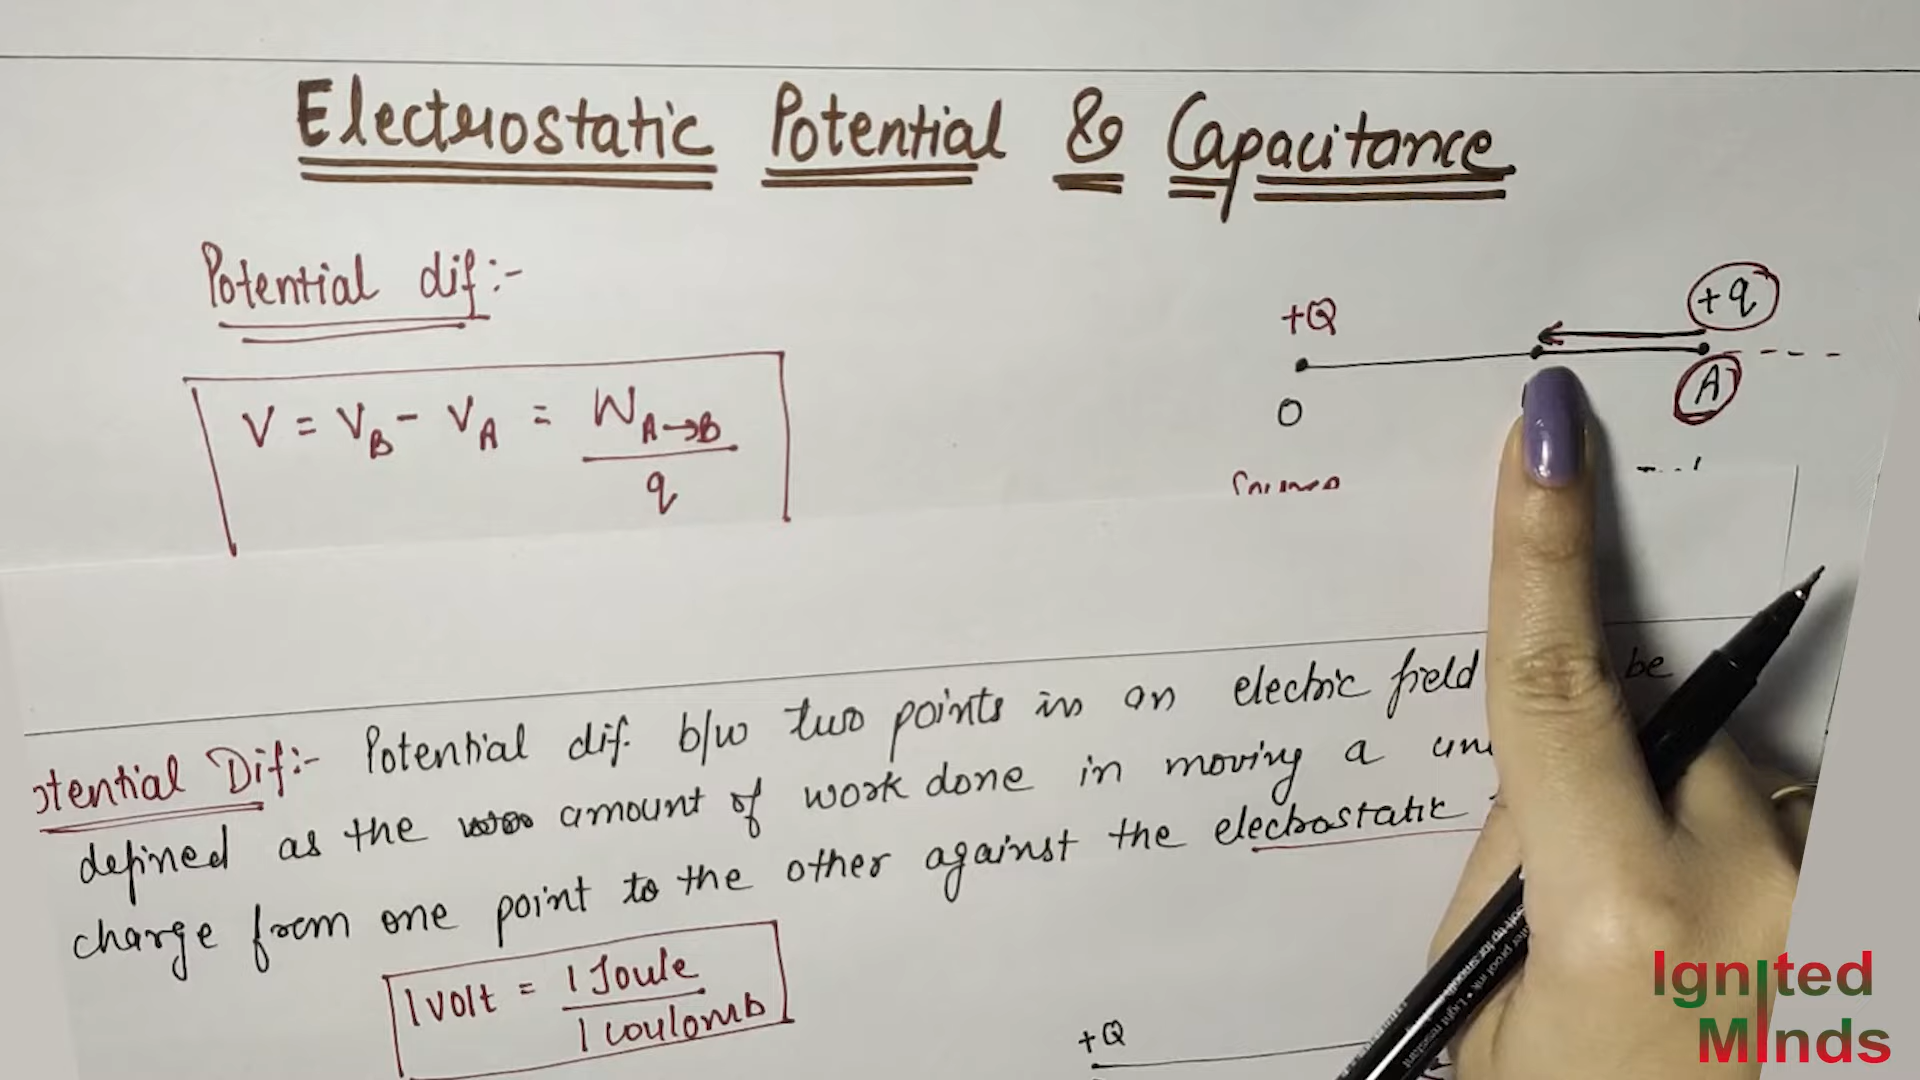 Electrostatic Potential & Capacitance
Potential dif:-
V = V_B - V_A = W_A→B / q
+Q
+q
O
A
Potential dif. b/w two points in an electric field be
Dif:-
defined as the amount of work done in moving a
charge from one point to the other against the electrostatic
1 volt = 1 Joule / 1 coulomb
+Q
Ignited
Minds